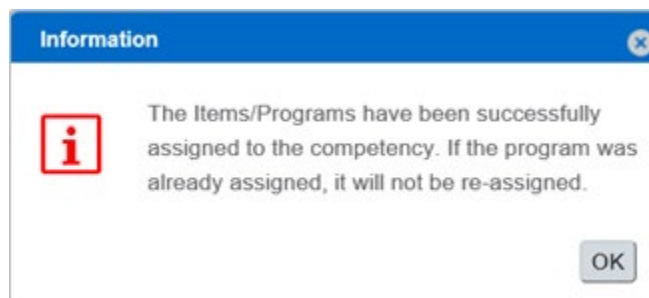 Information
The Items/Programs have been successfully
assigned to the competency. If the program was
already assigned, it will not be re-assigned.
OK